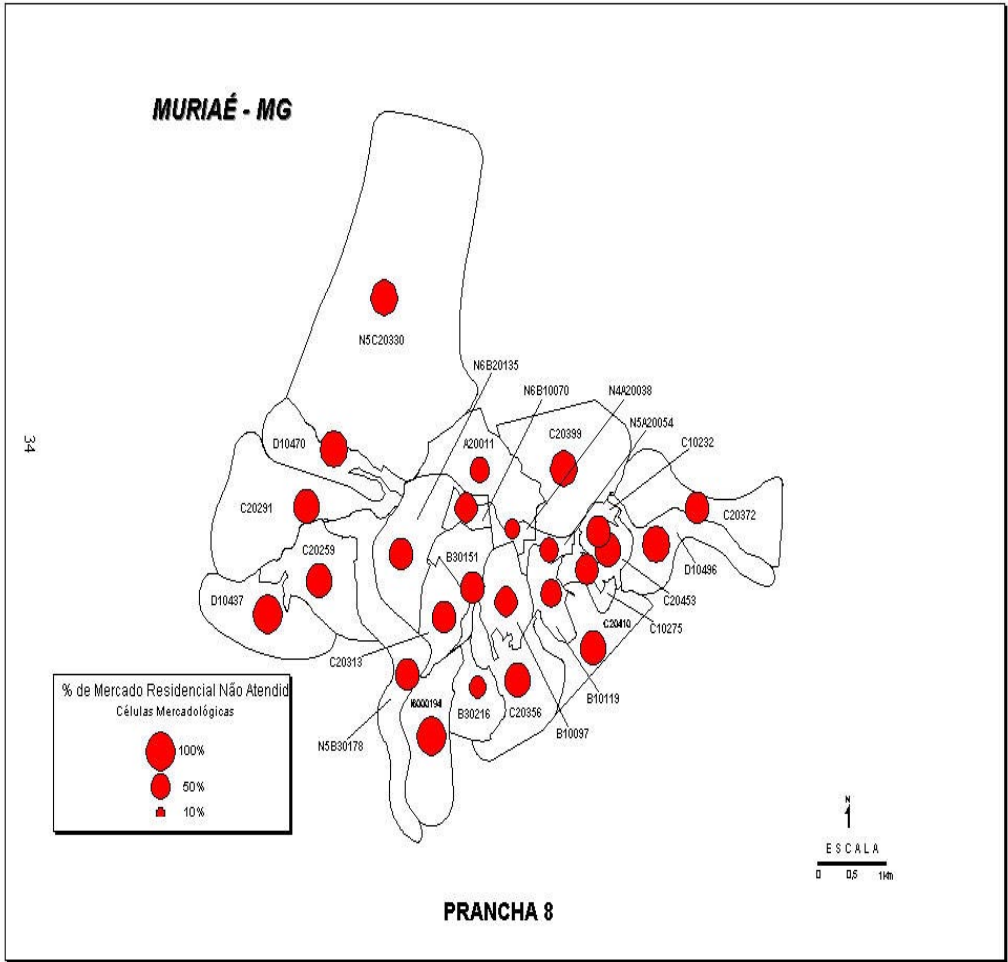 MURIAÉ - MG
N5C20330
N6B20135
N6B10070
N4A20038
N5A20054
C10232
D10470
A20011
C20399
C20291
C20372
C20259
B30151
D10496
D10437
C20453
C20410
C10275
C20313
B10119
N5B30178
B30216
C20356
B10097
% de Mercado Residencial Não Atendid
Células Mercadológicas
100%
50%
10%
N
ESCALA
0 0,5 1Km
PRANCHA 8
34